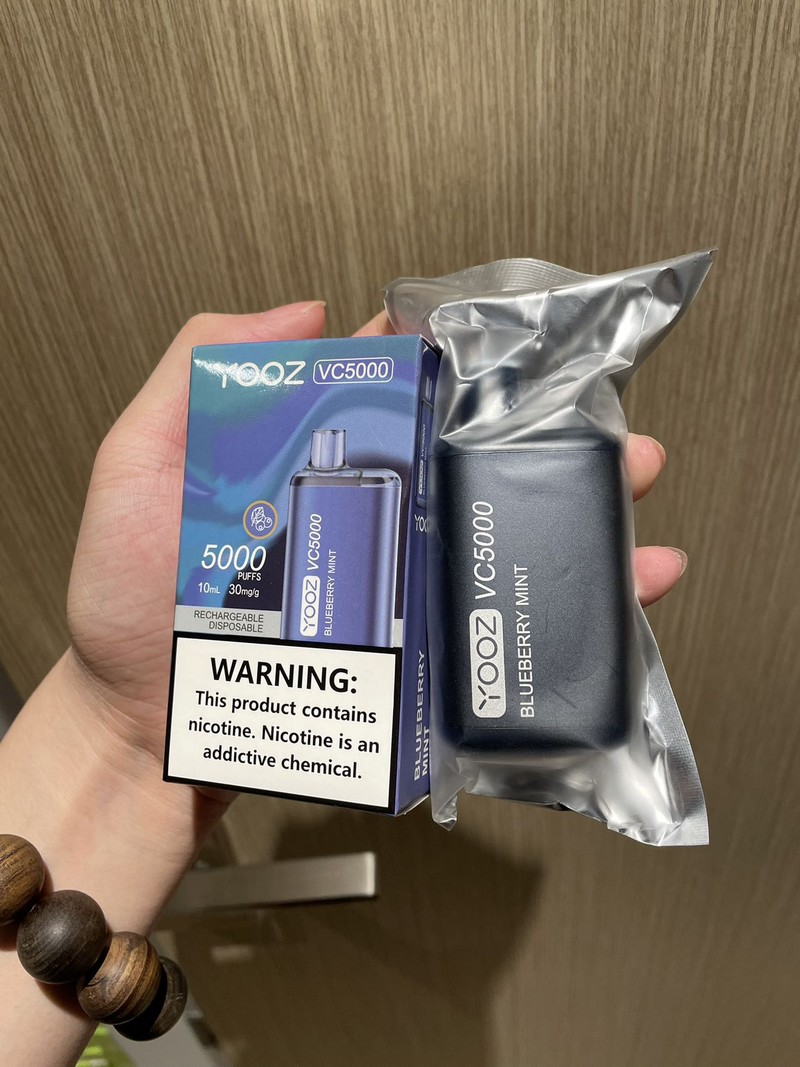 YOOZ VC5000
5000
PUFFS
10mL 30mg/g
RECHARGEABLE
DISPOSABLE
YOOZ VC5000
BLUEBERRY MINT
WARNING:
This product contains
nicotine. Nicotine is an
addictive chemical.
BLUEBERRY
MINT
YOOZ VC5000
BLUEBERRY MINT